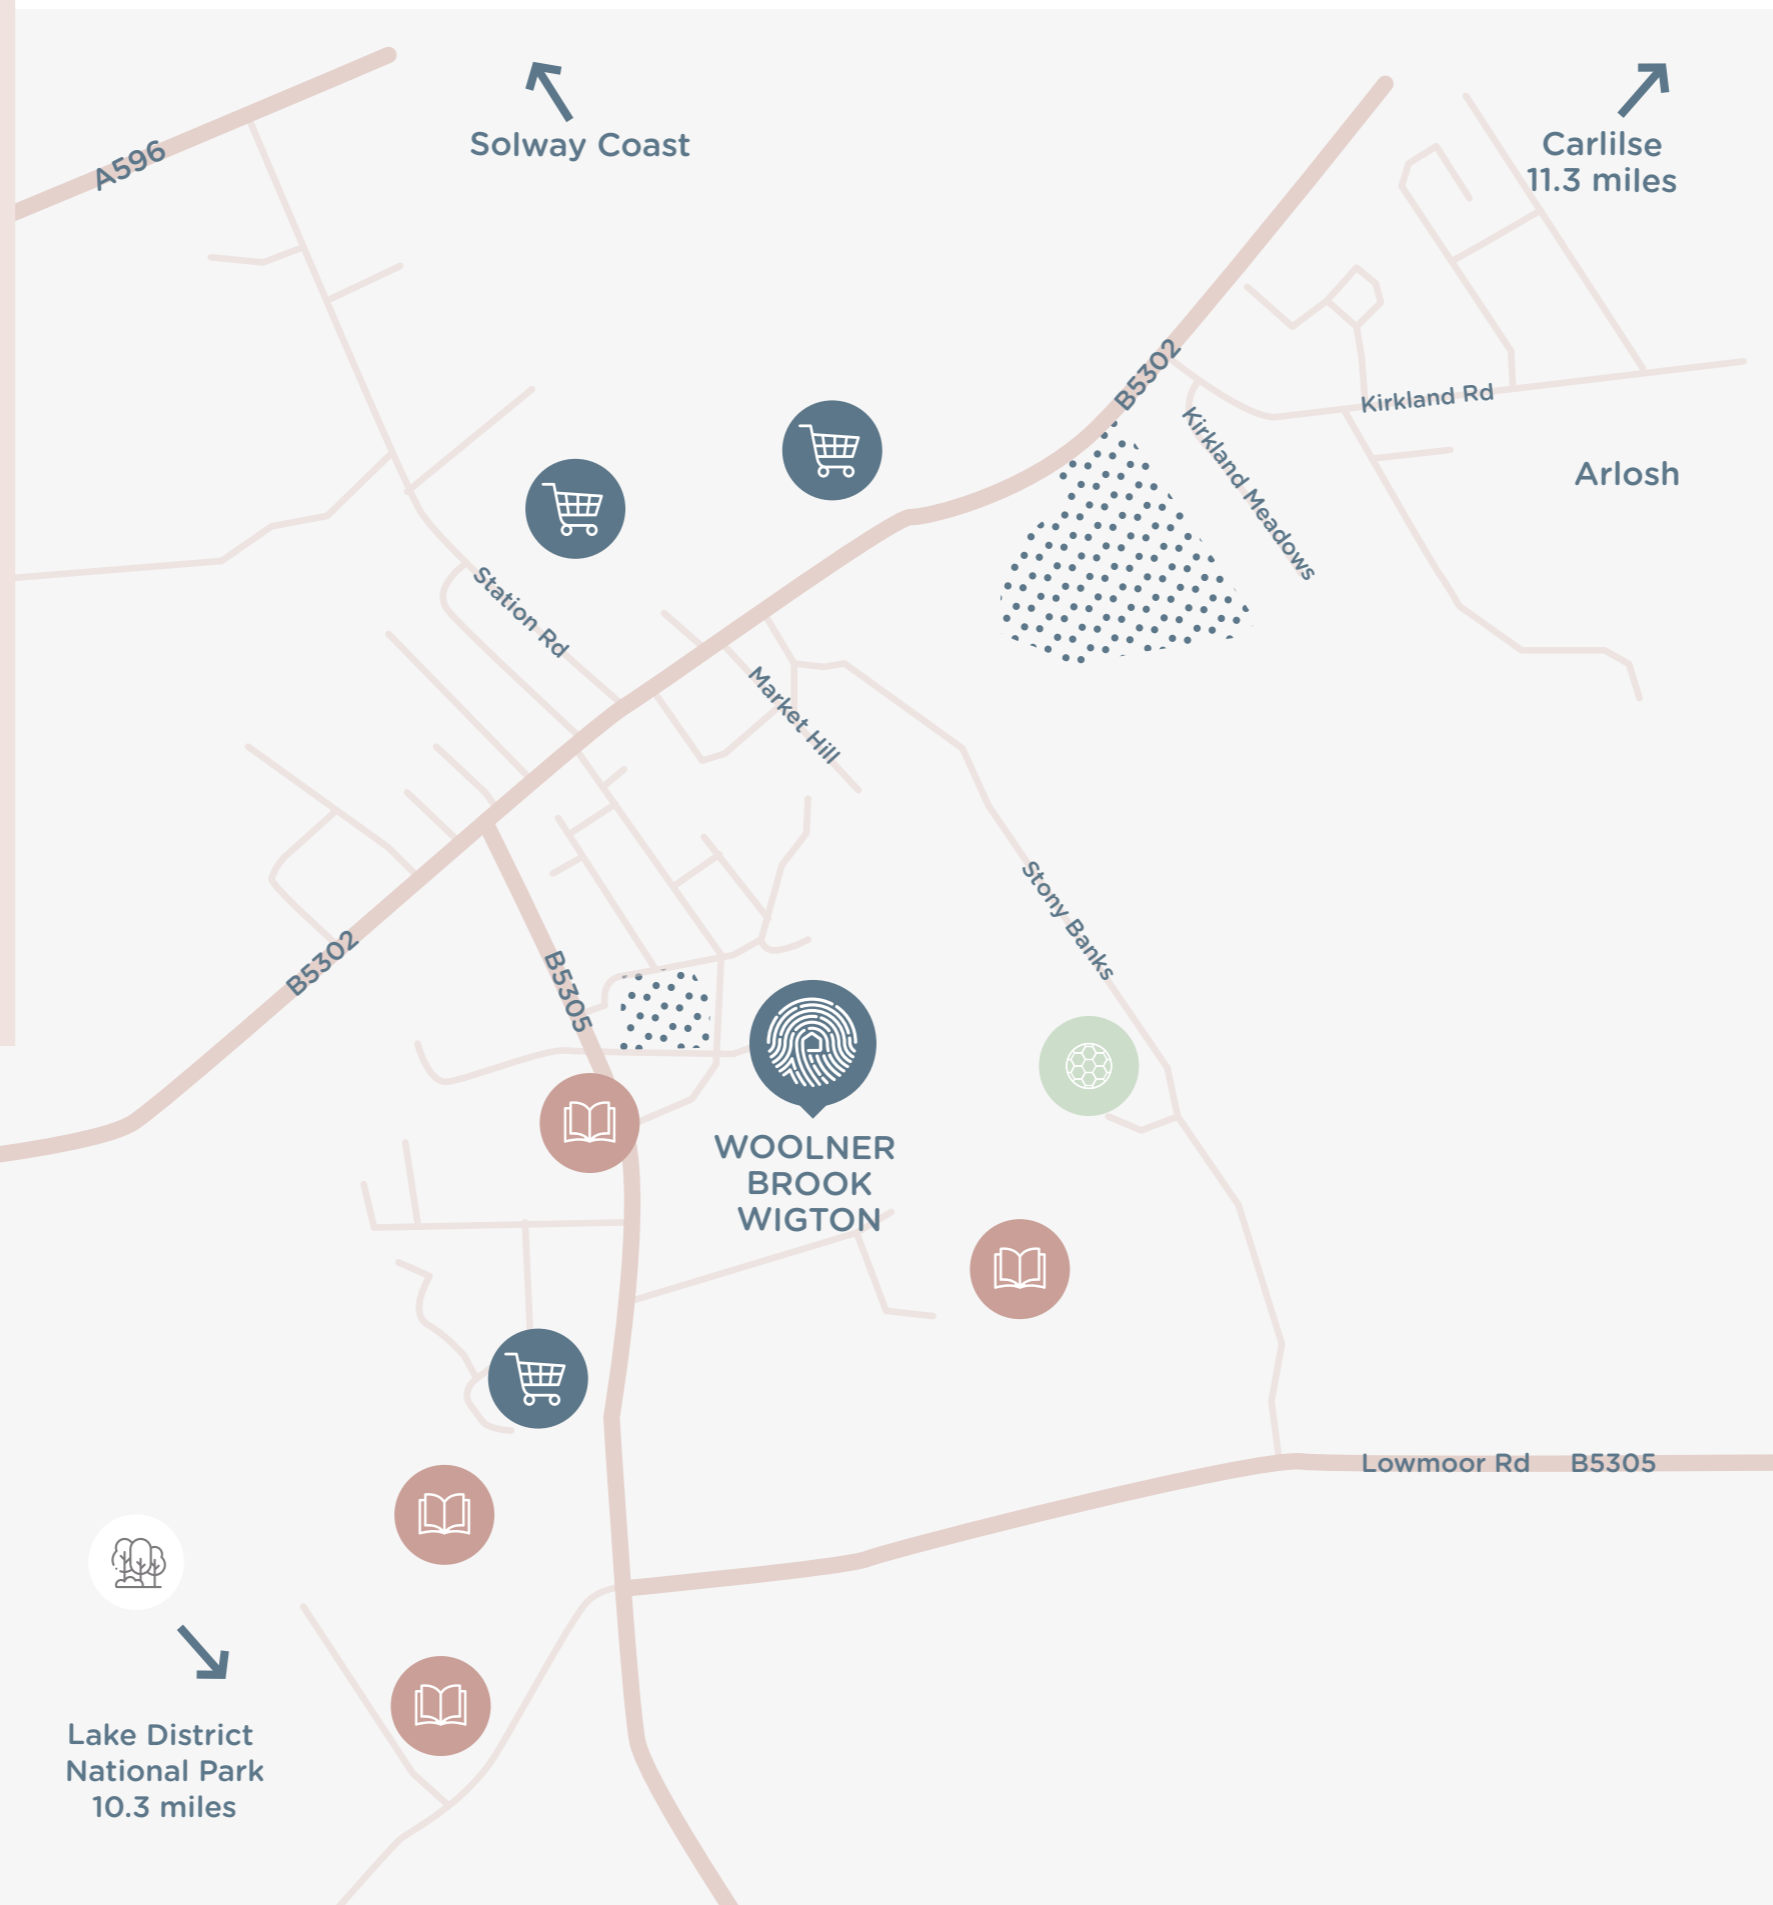 A596
Solway Coast
Carlilse
11.3 miles
B5302
Kirkland Rd
Kirkland Meadows
Arlosh
Station Rd
Market Hill
Stony Banks
B5302
B5305
WOOLNER
BROOK
WIGTON
Lowmoor Rd B5305
Lake District
National Park
10.3 miles